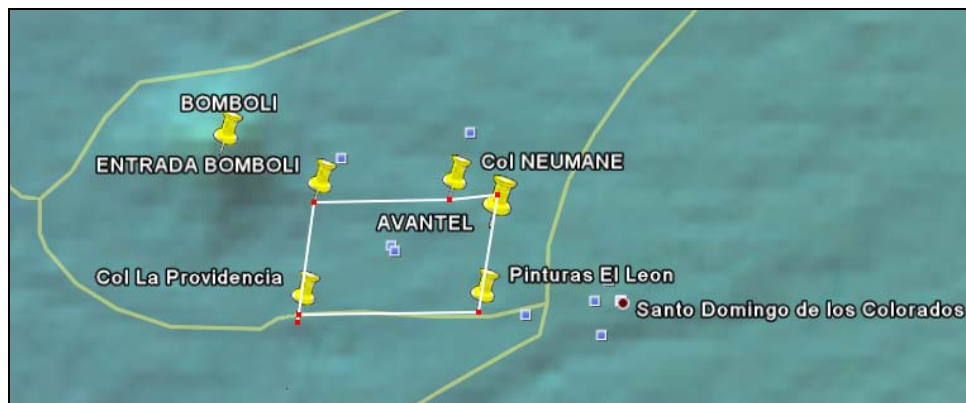 BOMBOLI
ENTRADA BOMBOLI
Col NEUMANE
AVANTEL
Col La Providencia
Pinturas El Leon
Santo Domingo de los Colorados